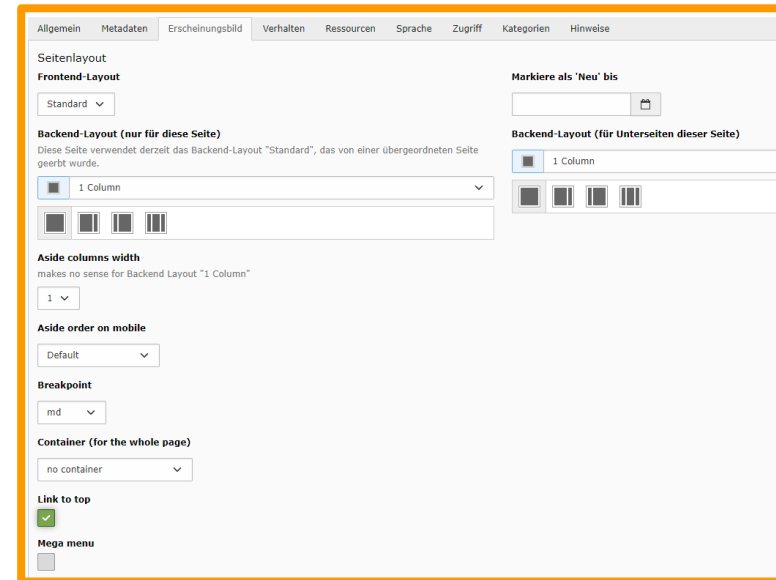 Allgemein Metadaten Erscheinungsbild Verhalten Ressourcen Sprache Zugriff Kategorien Hinweise
Seitenlayout
Frontend-Layout
Standard
Markiere als 'Neu' bis
Backend-Layout (nur für diese Seite)
Diese Seite verwendet derzeit das Backend-Layout "Standard", das von einer übergeordneten Seite
geerbt wurde.
1 Column
Backend-Layout (für Unterseiten dieser Seite)
1 Column
Aside columns width
makes no sense for Backend Layout "1 Column"
1
Aside order on mobile
Default
Breakpoint
md
Container (for the whole page)
no container
Link to top
Mega menu